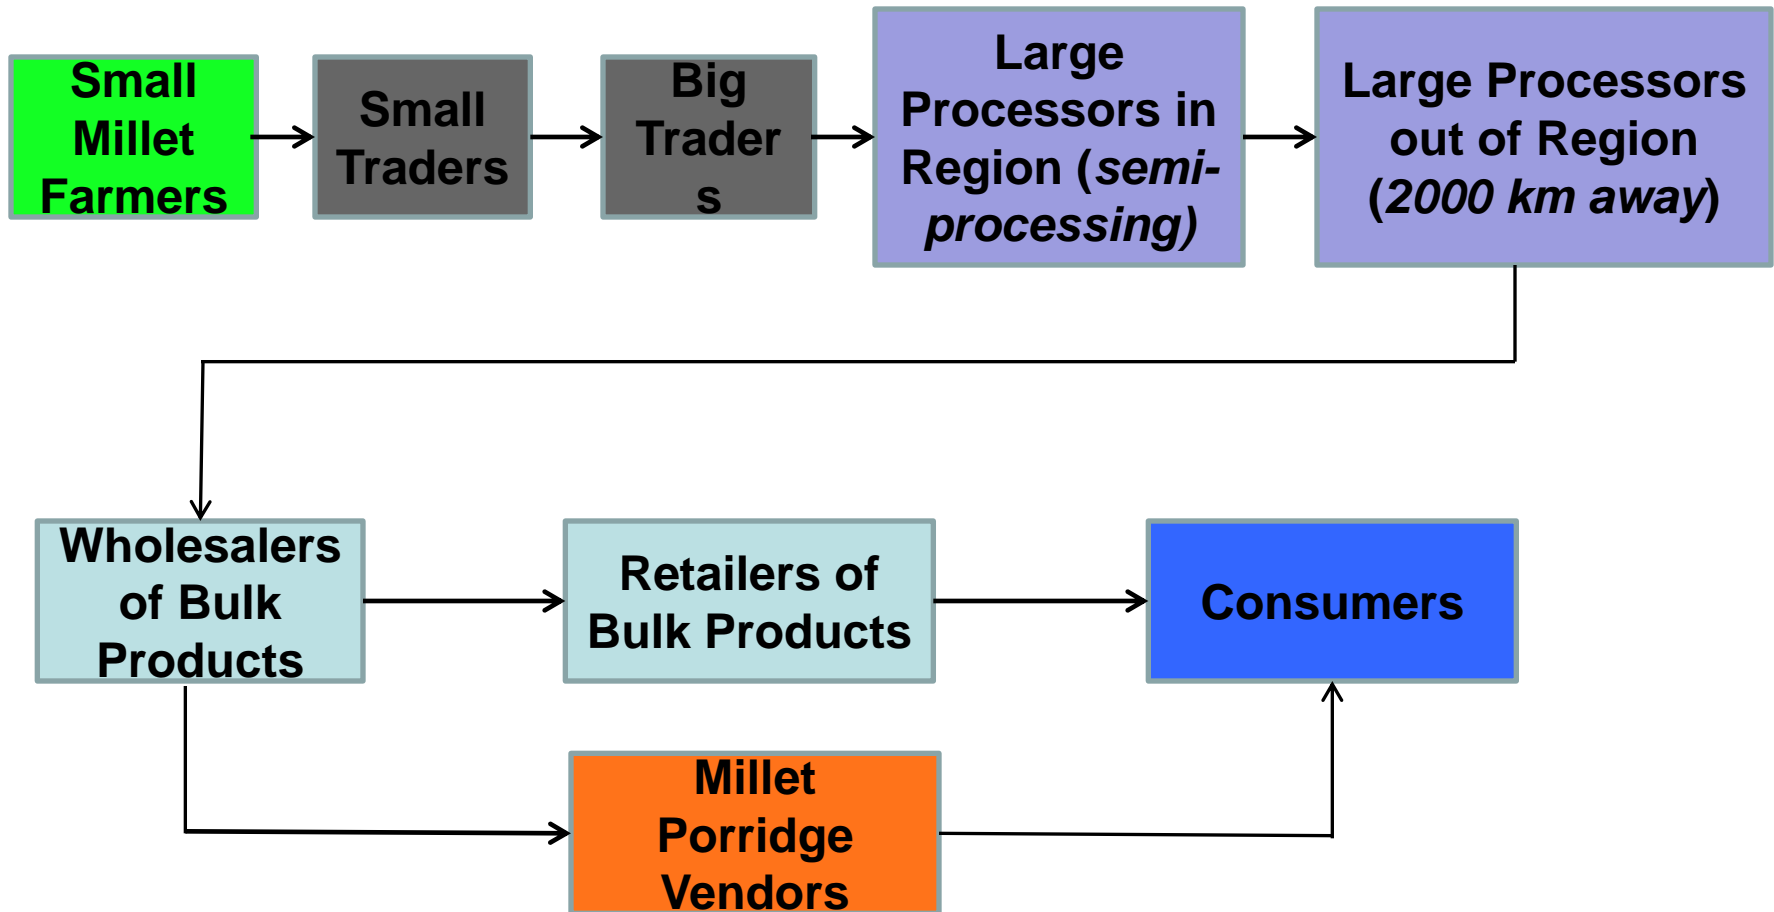 Small
Millet
Farmers
Small
Traders
Big
Trader
s
Large
Processors in
Region (semi-
processing)
Large Processors
out of Region
(2000 km away)
Wholesalers
of Bulk
Products
Retailers of
Bulk Products
Consumers
Millet
Porridge
Vendors